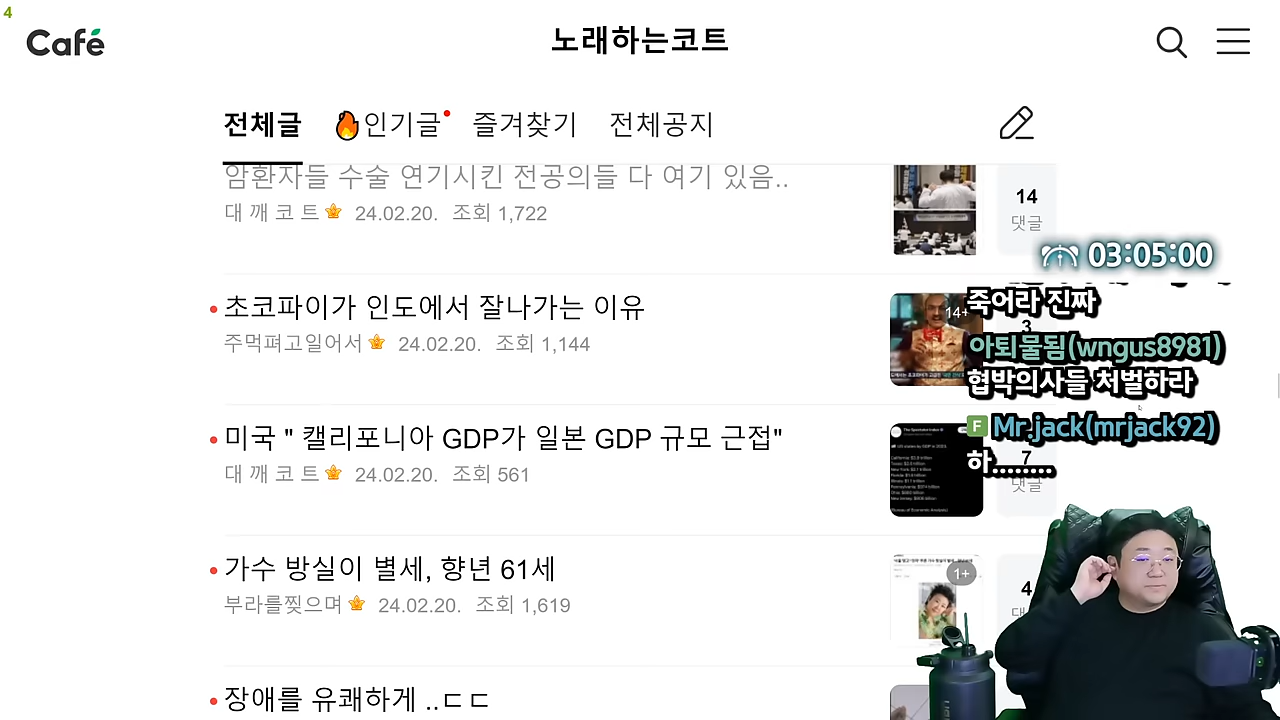 4
Café
노래하는코트
전체글 인기글 즐겨찾기 전체공지
암환자들 수술 연기시킨 전공의들 다 여기 있음..
대 깨 코 트 24.02.20. 조회 1,722
14
댓글
03:05:00
초코파이가 인도에서 잘나가는 이유
주먹펴고일어서 24.02.20. 조회 1,144
14+
3
죽어라 진짜
아퇴물됨(wngus8981)
협박의사들 처벌하라
F Mr.jack(mrjack92)
하........
미국 " 캘리포니아 GDP가 일본 GDP 규모 근접"
대 깨 코 트 24.02.20. 조회 561
7
댓글
가수 방실이 별세, 향년 61세
부라를찢으며 24.02.20. 조회 1,619
1+
4
장애를 유쾌하게 ..ㄷㄷ